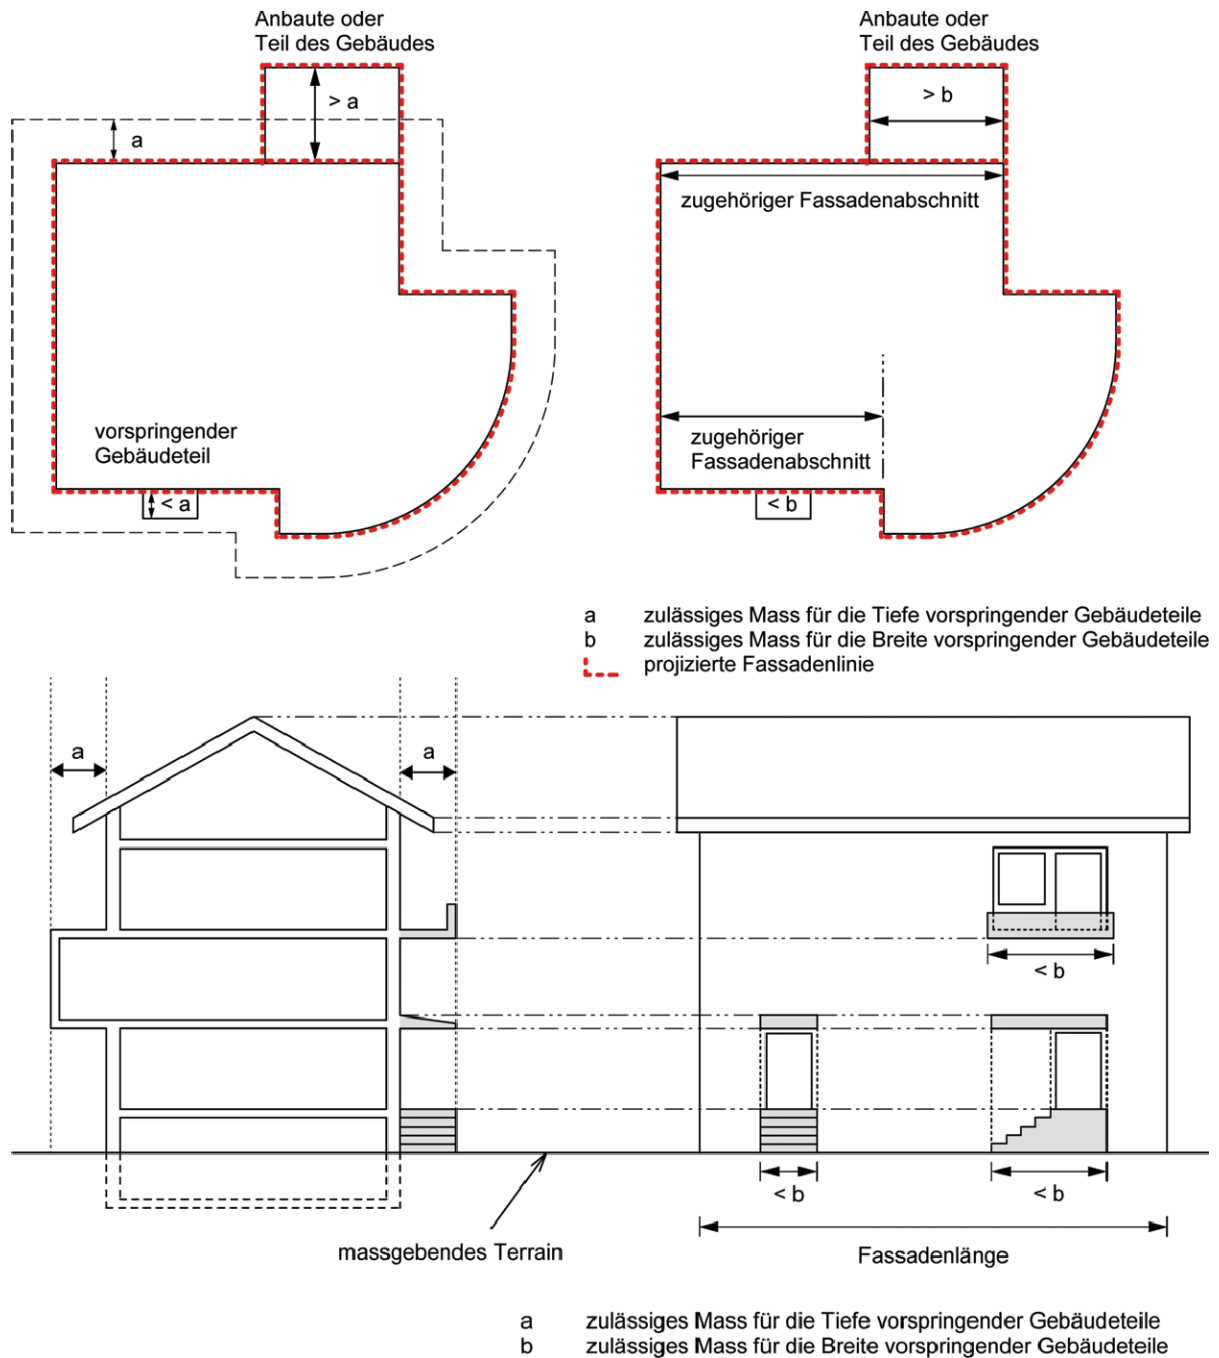 Anbaute oder
Teil des Gebäudes
> a
a
vorspringender
Gebäudeteil
< a
Anbaute oder
Teil des Gebäudes
> b
zugehöriger Fassadenabschnitt
zugehöriger
Fassadenabschnitt
< b
a zulässiges Mass für die Tiefe vorspringender Gebäudeteile
b zulässiges Mass für die Breite vorspringender Gebäudeteile
projizierte Fassadenlinie
a
a
< b
< b
< b
massgebendes Terrain
Fassadenlänge
a zulässiges Mass für die Tiefe vorspringender Gebäudeteile
b zulässiges Mass für die Breite vorspringender Gebäudeteile